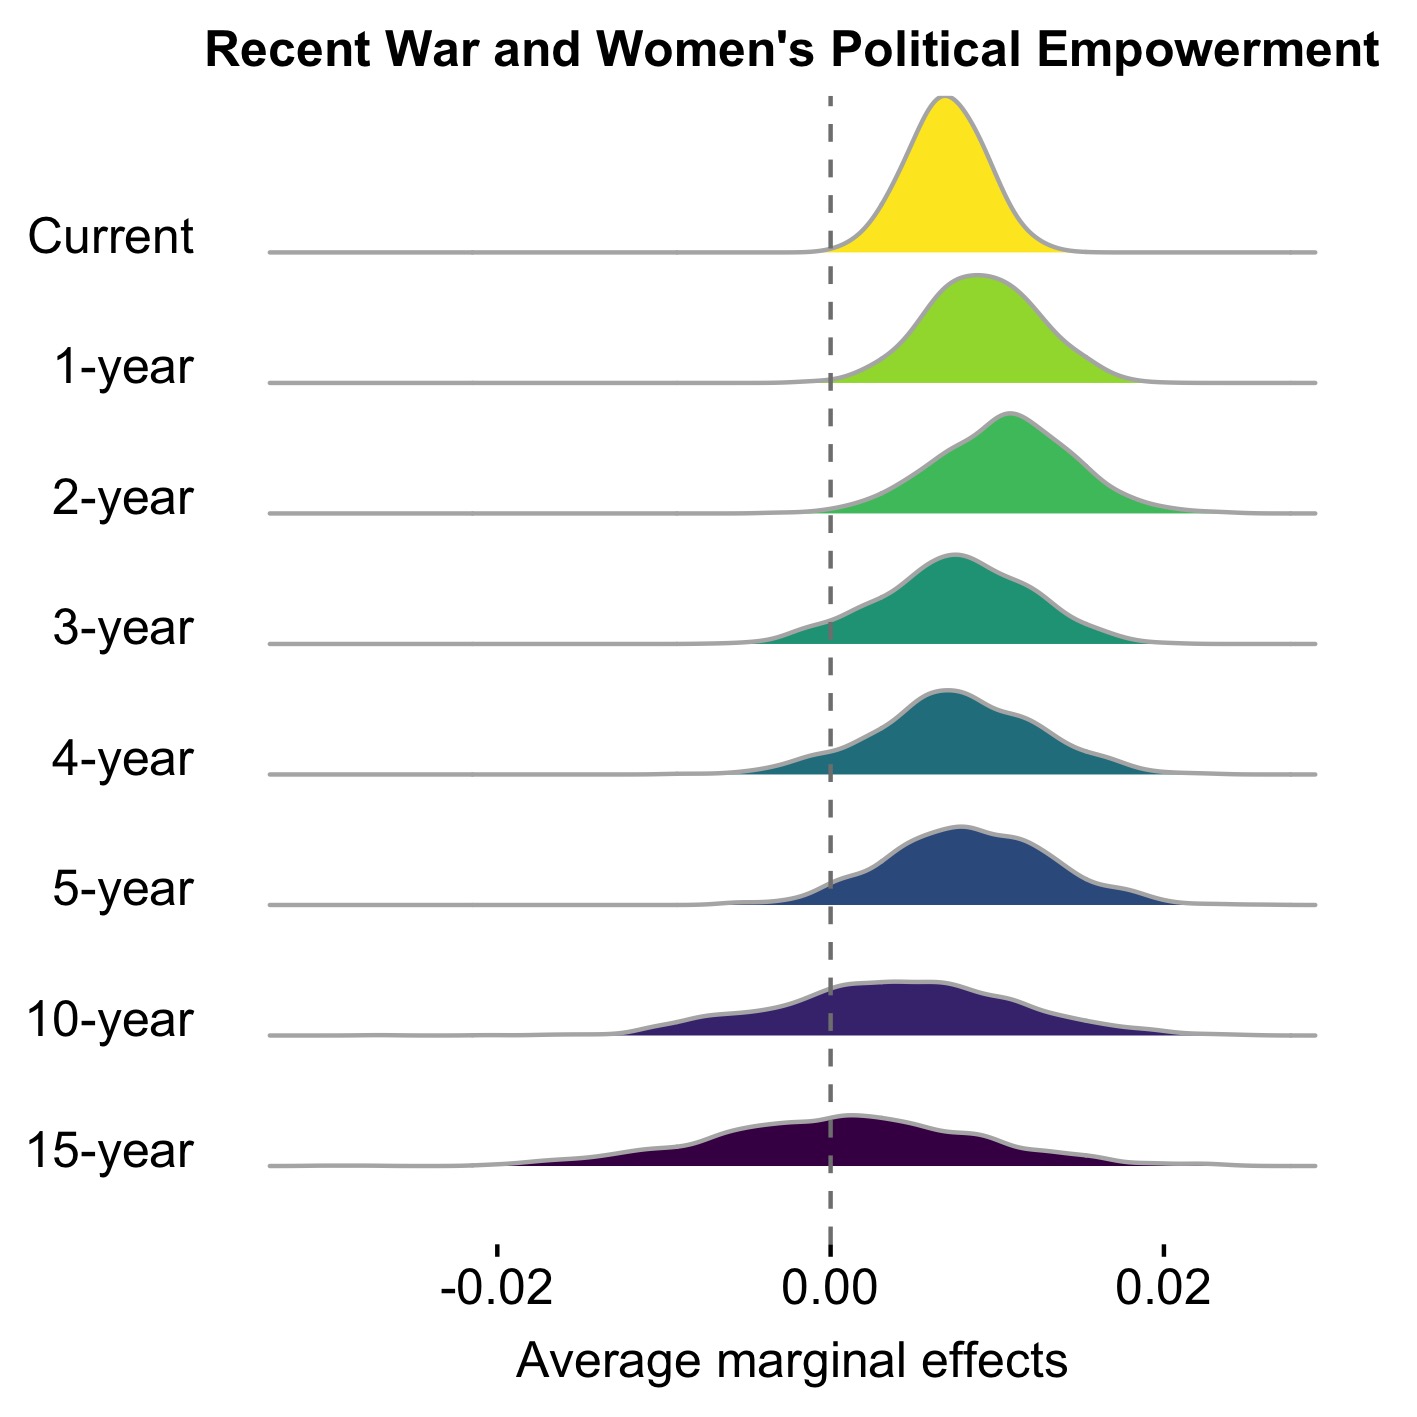 Recent War and Women's Political Empowerment
Current
1-year
2-year
3-year
4-year
5-year
10-year
15-year
-0.02 0.00 0.02
Average marginal effects